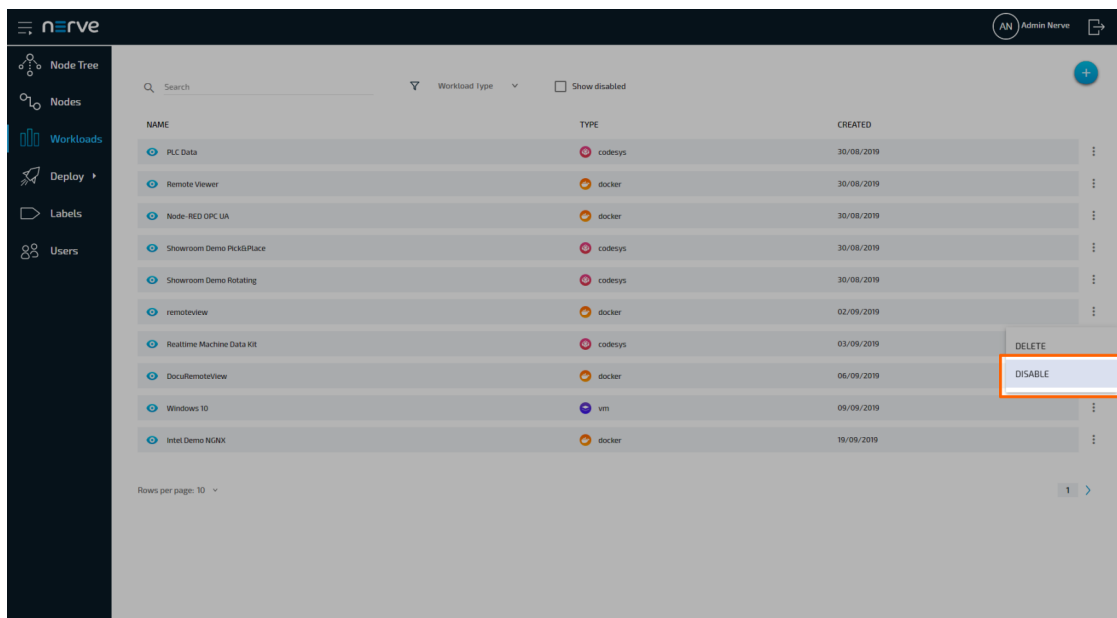 nerve
AN Admin Nerve
Node Tree
Nodes
Workloads
Deploy
Labels
Users
Search Workload Type Show disabled
NAME TYPE CREATED
PLC Data codesys 30/08/2019
Remote Viewer docker 30/08/2019
Node-RED OPC UA docker 30/08/2019
Showroom Demo Pick&Place codesys 30/08/2019
Showroom Demo Rotating codesys 30/08/2019
remoteview docker 02/09/2019
Realtime Machine Data Kit codesys 03/09/2019
DELETE
DocuRemoteView docker 06/09/2019
DISABLE
Windows 10 vm 09/09/2019
Intel Demo NGNX docker 19/09/2019
Rows per page: 10 1